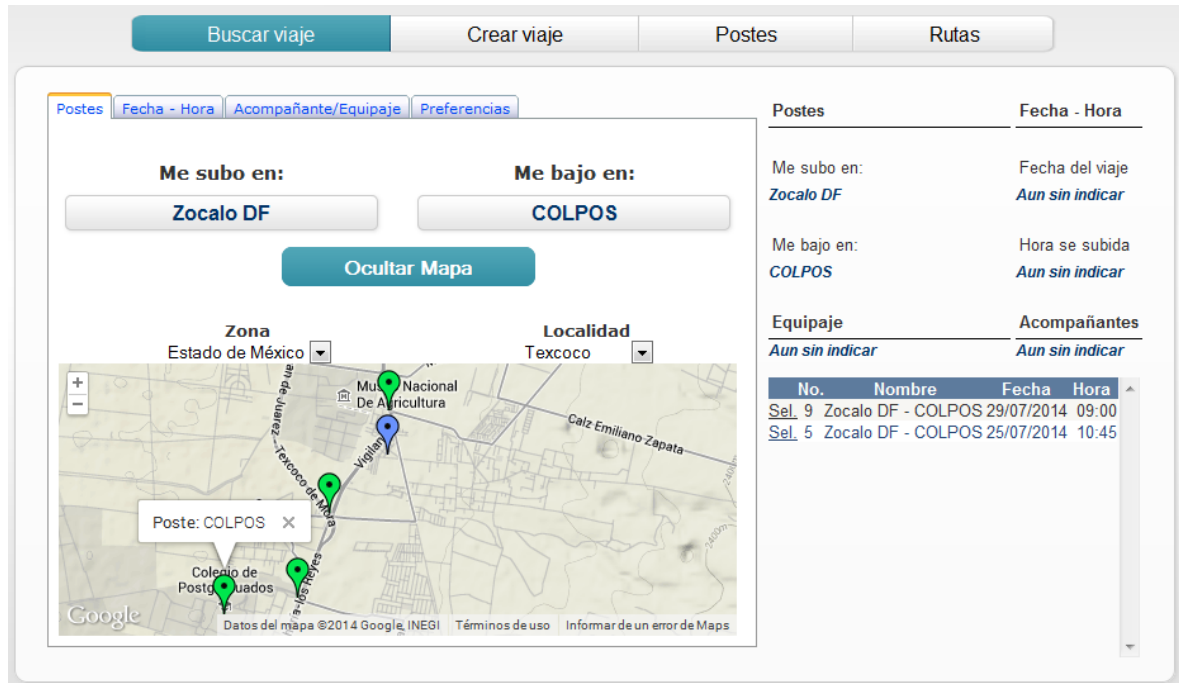 Buscar viaje Crear viaje Postes Rutas
Postes Fecha - Hora Acompañante/Equipaje Preferencias
Me subo en: Me bajo en:
Zocalo DF COLPOS
Ocultar Mapa
Zona Localidad
Estado de México Texcoco
+
−
Nacional
De Agricultura
Calz Emiliano Zapata
2400m
2400m
an de Juarez
Texcoco de Mora
Poste: COLPOS ×
Colegio de
Google
Datos del mapa ©2014 Google, INEGI Términos de uso Informar de un error de Maps
Postes Fecha - Hora
Me subo en: Fecha del viaje
Zocalo DF Aun sin indicar
Me bajo en: Hora se subida
COLPOS Aun sin indicar
Equipaje Acompañantes
Aun sin indicar Aun sin indicar
No. Nombre Fecha Hora
Sel. 9 Zocalo DF - COLPOS 29/07/2014 09:00
Sel. 5 Zocalo DF - COLPOS 25/07/2014 10:45